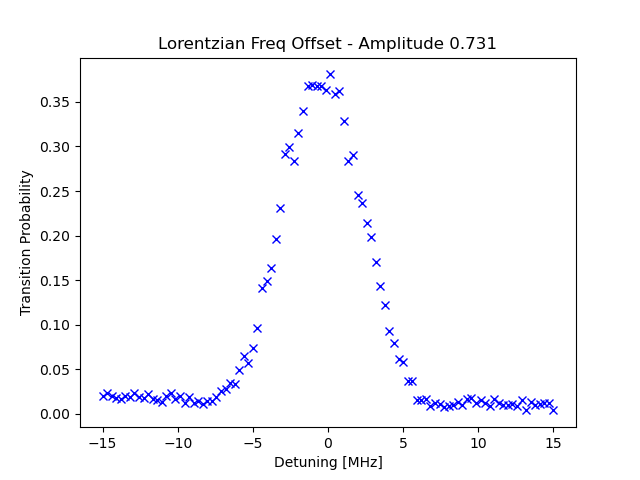 Lorentzian Freq Offset - Amplitude 0.731
Transition Probability
0.35
0.30
0.25
0.20
0.15
0.10
0.05
0.00
−15 −10 −5 0 5 10 15
Detuning [MHz]